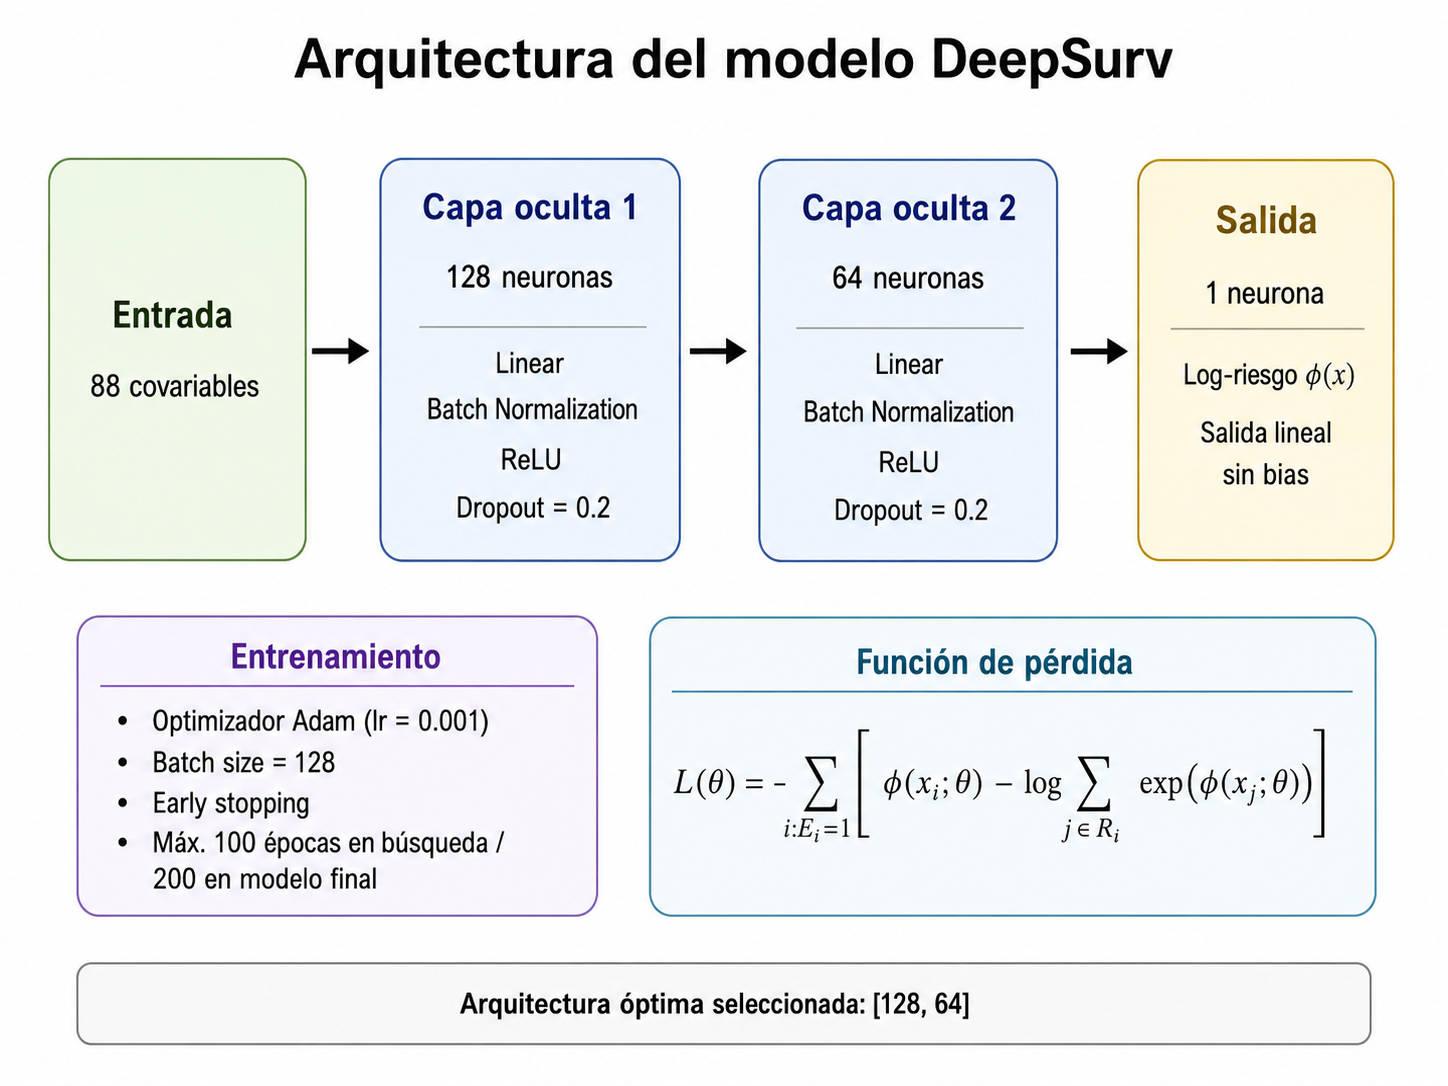 Arquitectura del modelo DeepSurv
Entrada
88 covariables
Capa oculta 1
128 neuronas
Linear
Batch Normalization
ReLU
Dropout = 0.2
Capa oculta 2
64 neuronas
Linear
Batch Normalization
ReLU
Dropout = 0.2
Salida
1 neurona
Log-riesgo ϕ(x)
Salida lineal
sin bias
Entrenamiento
• Optimizador Adam (lr = 0.001)
• Batch size = 128
• Early stopping
• Máx. 100 épocas en búsqueda /
200 en modelo final
Función de pérdida
L(θ) = - ∑_{i:E_i=1} [ ϕ(x_i; θ) − log ∑_{j ∈ R_i} exp(ϕ(x_j; θ)) ]
Arquitectura óptima seleccionada: [128, 64]